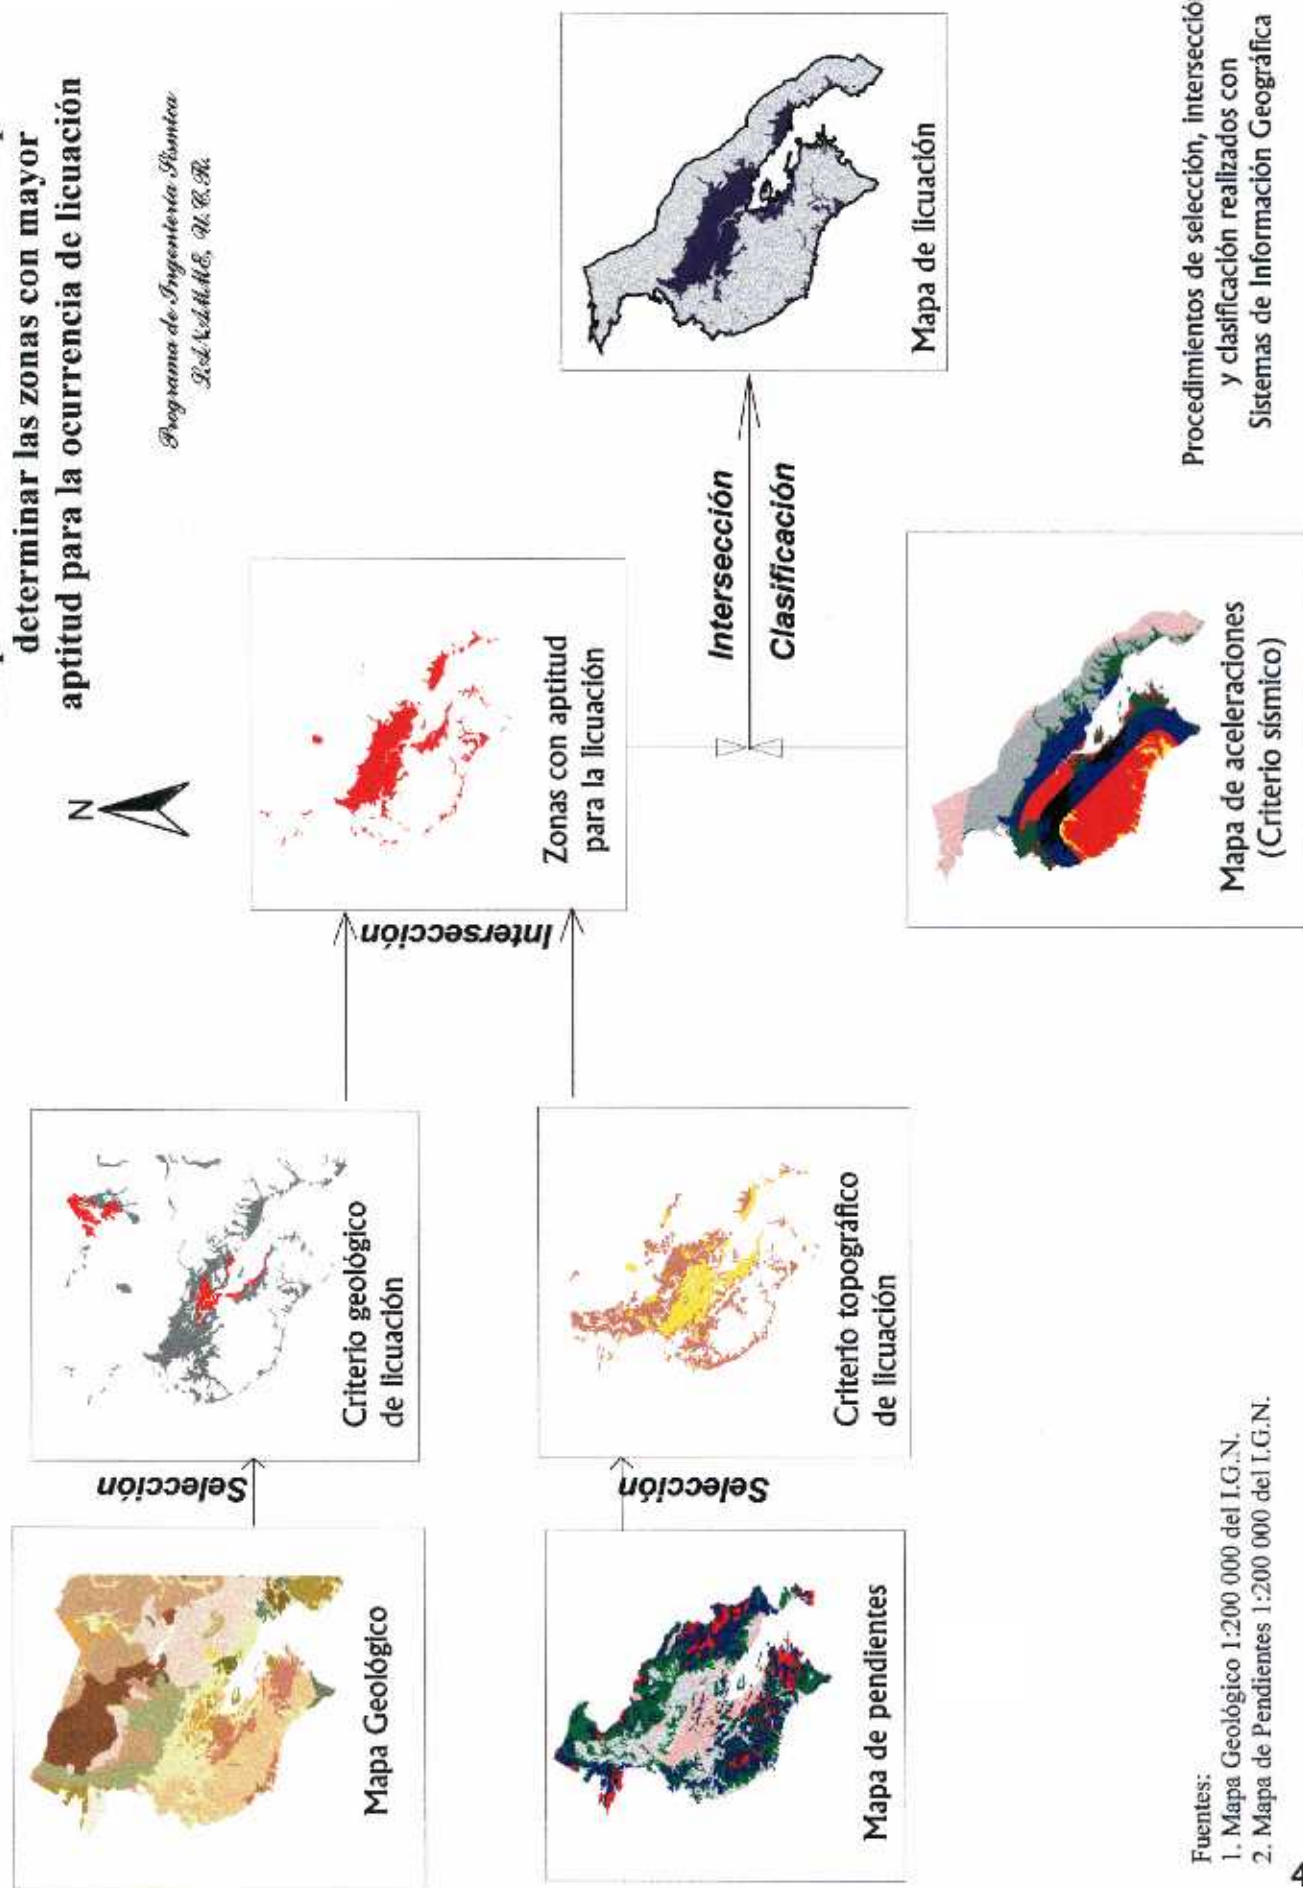 determinar las zonas con mayor
aptitud para la ocurrencia de licuación
Programa de Ingeniería Sísmica
L.A.N.A.M.M.E., U.C.R.
N
Mapa Geológico
Selección
Criterio geológico
de licuación
Mapa de pendientes
Selección
Criterio topográfico
de licuación
Intersección
Zonas con aptitud
para la licuación
Mapa de aceleraciones
(Criterio sísmico)
Intersección
Clasificación
Mapa de licuación
Procedimientos de selección, intersección
y clasificación realizados con
Sistemas de Información Geográfica
Fuentes:
1. Mapa Geológico 1:200 000 del I.G.N.
2. Mapa de Pendientes 1:200 000 del I.G.N.
4